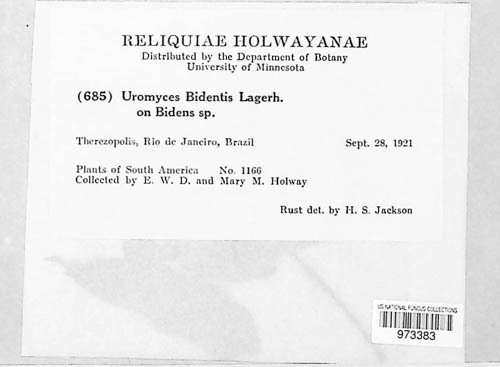 RELIQUIAE HOLWAYANAE
Distributed by the Department of Botany
University of Minnesota
(685) Uromyces Bidentis Lagerh.
on Bidens sp.
Therezopolis, Rio de Janeiro, Brazil Sept. 28, 1921
Plants of South America No. 1166
Collected by E. W. D. and Mary M. Holway
Rust det. by H. S. Jackson
US NATIONAL FUNGUS COLLECTIONS
973383